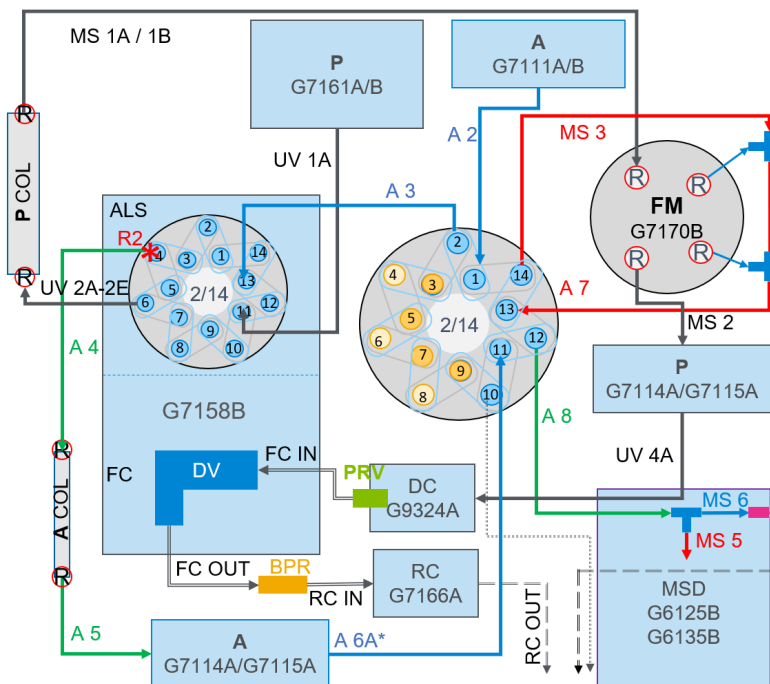 MS 1A / 1B
P
G7161A/B
A
G7111A/B
R
P COL
R
UV 1A
A 2
MS 3
R
R
FM
G7170B
R
R
ALS
R2
A 3
2
4
3
1
14
13
5
2/14
6
7
11
12
9
8
10
UV 2A-2E
2
4
3
1
14
13
5
2/14
6
7
11
12
9
8
10
A 7
MS 2
A 4
G7158B
P
G7114A/G7115A
A 8
UV 4A
R
A COL
R
FC
DV
FC IN
PRV
DC
G9324A
MS 6
MS 5
FC OUT
BPR
RC IN
RC
G7166A
RC OUT
MSD
G6125B
G6135B
A 5
A
G7114A/G7115A
A 6A*